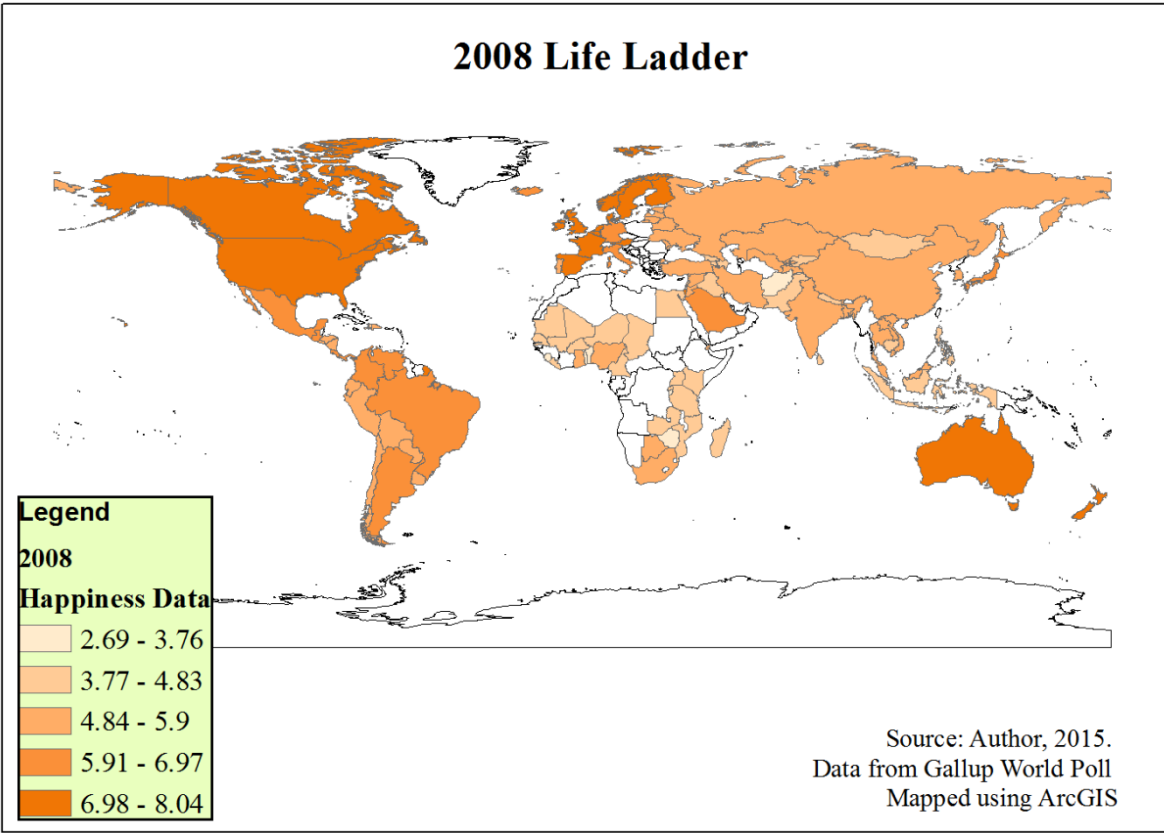 2008 Life Ladder
Legend
2008
Happiness Data
2.69 - 3.76
3.77 - 4.83
4.84 - 5.9
5.91 - 6.97
6.98 - 8.04
Source: Author, 2015.
Data from Gallup World Poll
Mapped using ArcGIS